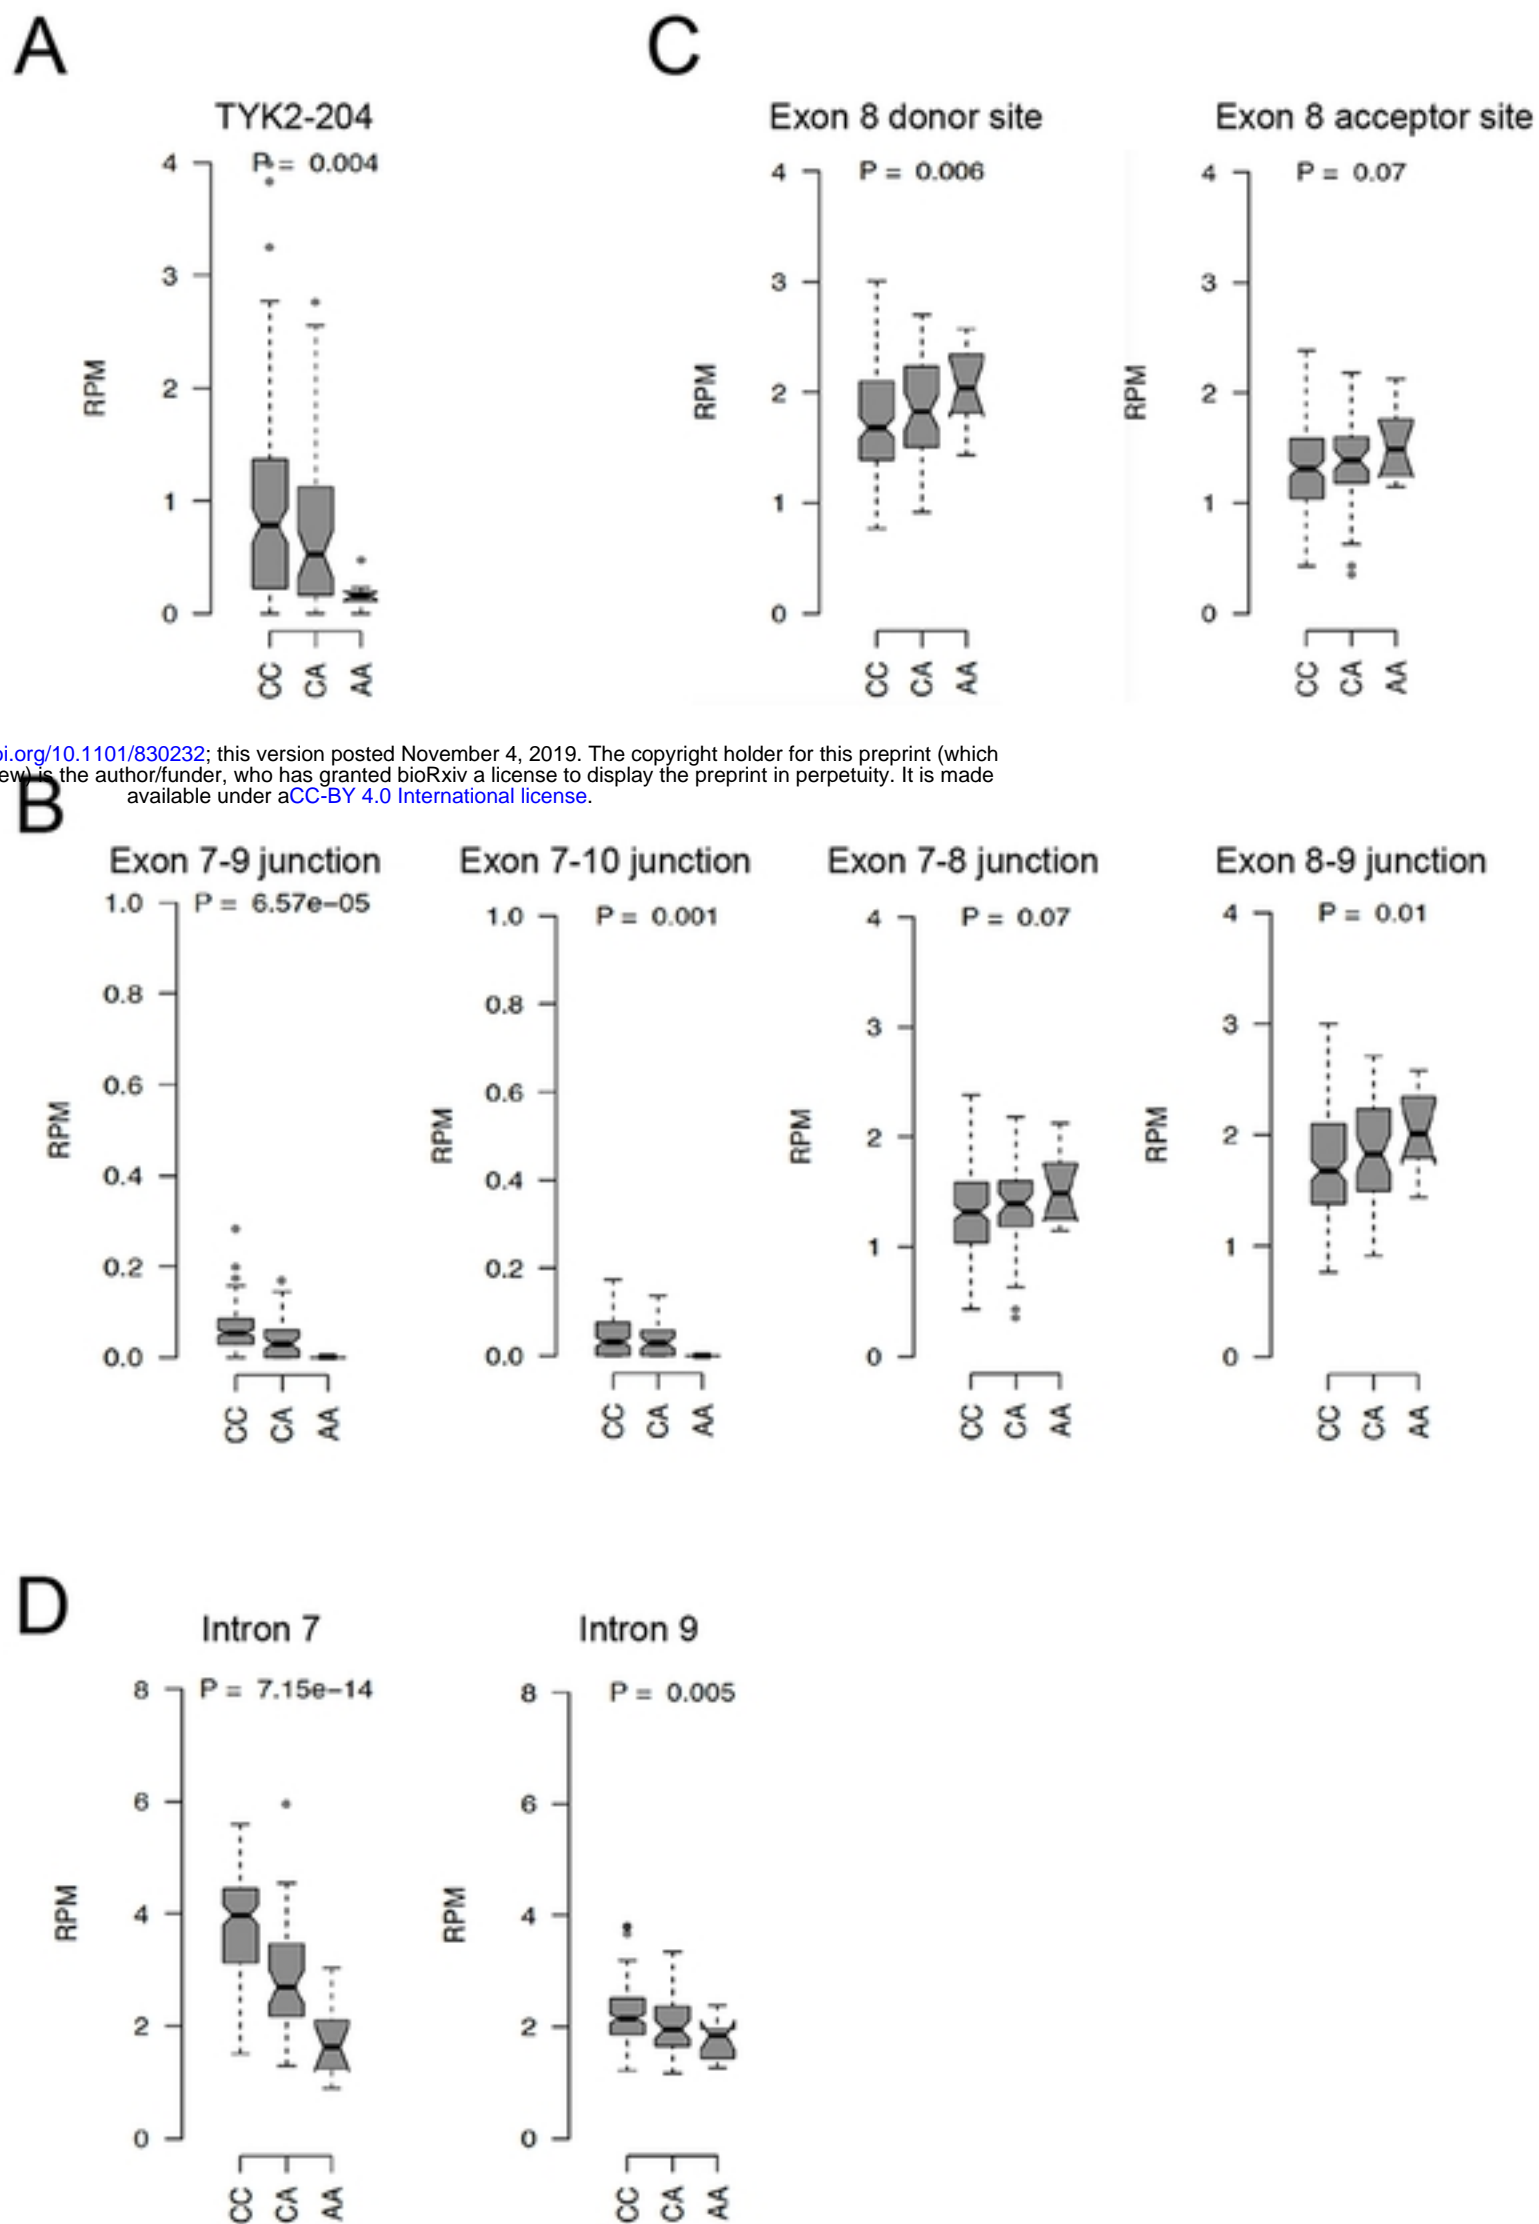 A
C
TYK2-204
P = 0.004
4
3
2
1
0
RPM
CC
CA
AA
Exon 8 donor site
P = 0.006
4
3
2
1
0
RPM
CC
CA
AA
Exon 8 acceptor site
P = 0.07
4
3
2
1
0
RPM
CC
CA
AA
oi.org/10.1101/830232; this version posted November 4, 2019. The copyright holder for this preprint (which
ew) is the author/funder, who has granted bioRxiv a license to display the preprint in perpetuity. It is made
available under aCC-BY 4.0 International license.
B
Exon 7-9 junction
P = 6.57e−05
1.0
0.8
0.6
0.4
0.2
0.0
RPM
CC
CA
AA
Exon 7-10 junction
P = 0.001
1.0
0.8
0.6
0.4
0.2
0.0
RPM
CC
CA
AA
Exon 7-8 junction
P = 0.07
4
3
2
1
0
RPM
CC
CA
AA
Exon 8-9 junction
P = 0.01
4
3
2
1
0
RPM
CC
CA
AA
D
Intron 7
P = 7.15e−14
8
6
4
2
0
RPM
CC
CA
AA
Intron 9
P = 0.005
8
6
4
2
0
RPM
CC
CA
AA